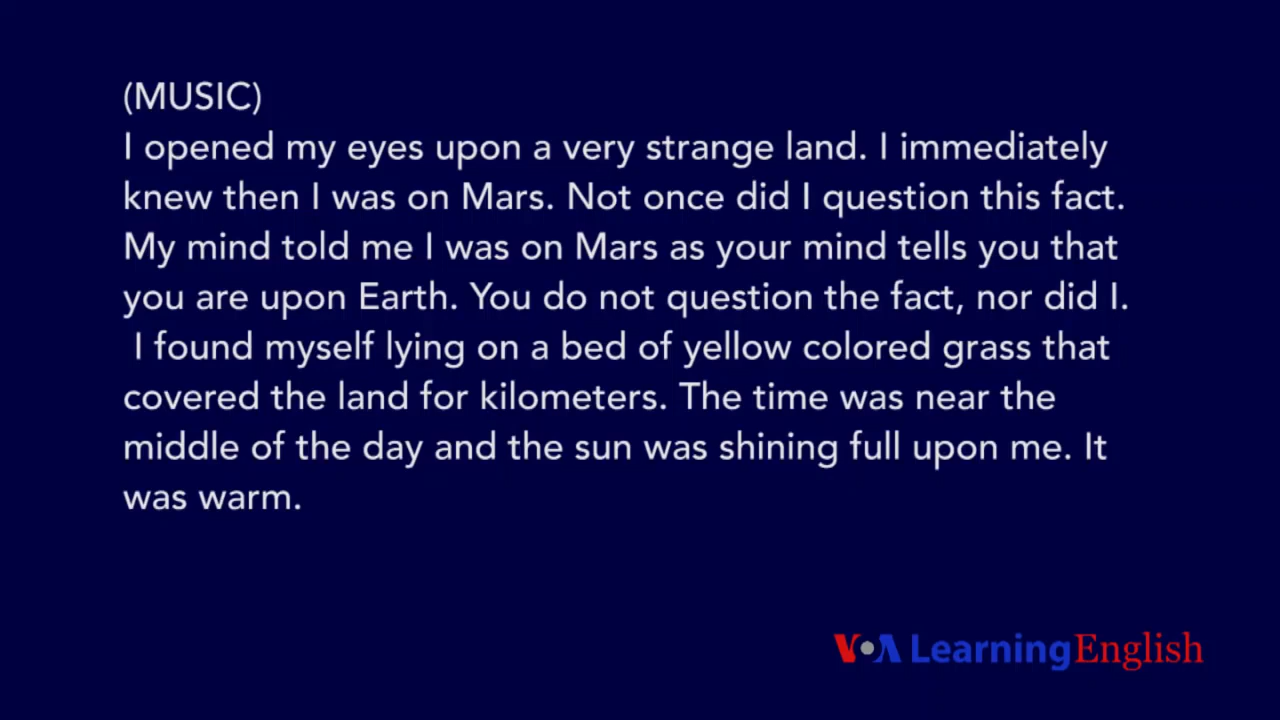 (MUSIC)
I opened my eyes upon a very strange land. I immediately
knew then I was on Mars. Not once did I question this fact.
My mind told me I was on Mars as your mind tells you that
you are upon Earth. You do not question the fact, nor did I.
I found myself lying on a bed of yellow colored grass that
covered the land for kilometers. The time was near the
middle of the day and the sun was shining full upon me. It
was warm.
VOA Learning English